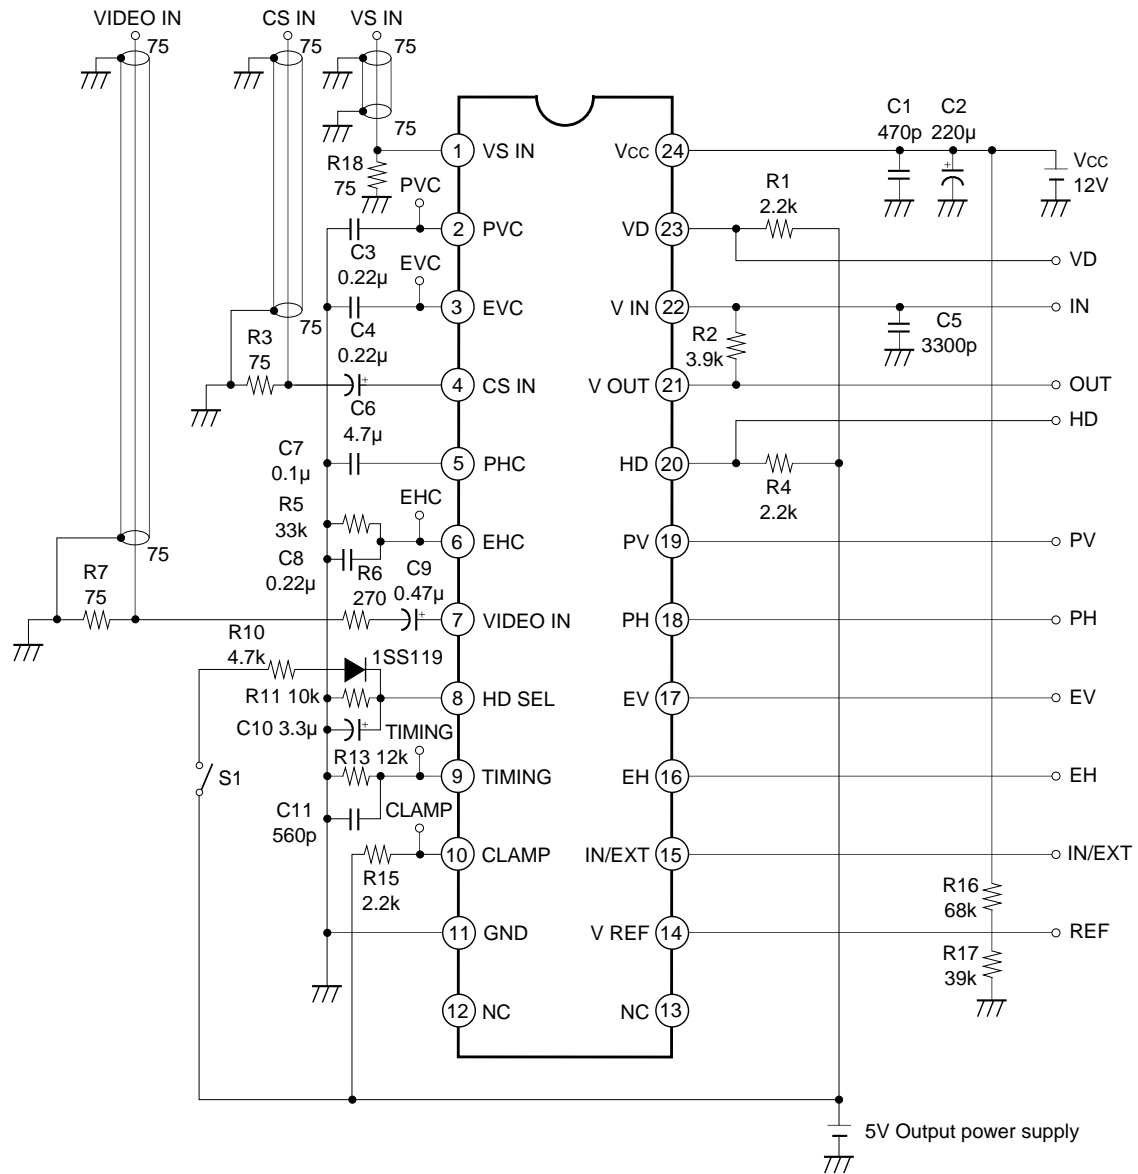 VIDEO IN
CS IN
VS IN
75
75
75
75
C1
470p
C2
220µ
1
VS IN
VCC
24
R18
75
PVC
R1
2.2k
VCC
12V
2
PVC
VD
23
C3
0.22µ
EVC
VD
3
EVC
V IN
22
IN
75
R3
75
C4
0.22µ
R2
3.9k
C5
3300p
4
CS IN
V OUT
21
OUT
C6
4.7µ
HD
C7
0.1µ
5
PHC
HD
20
R4
2.2k
R5
33k
EHC
75
6
EHC
PV
19
PV
C8
0.22µ
R6
270
C9
0.47µ
R7
75
7
VIDEO IN
PH
18
PH
R10
4.7k
1SS119
R11 10k
8
HD SEL
EV
17
EV
C10 3.3µ
TIMING
S1
R13 12k
9
TIMING
EH
16
EH
C11
560p
CLAMP
10
CLAMP
IN/EXT
15
IN/EXT
R15
2.2k
R16
68k
11
GND
V REF
14
REF
R17
39k
12
NC
NC
13
5V Output power supply